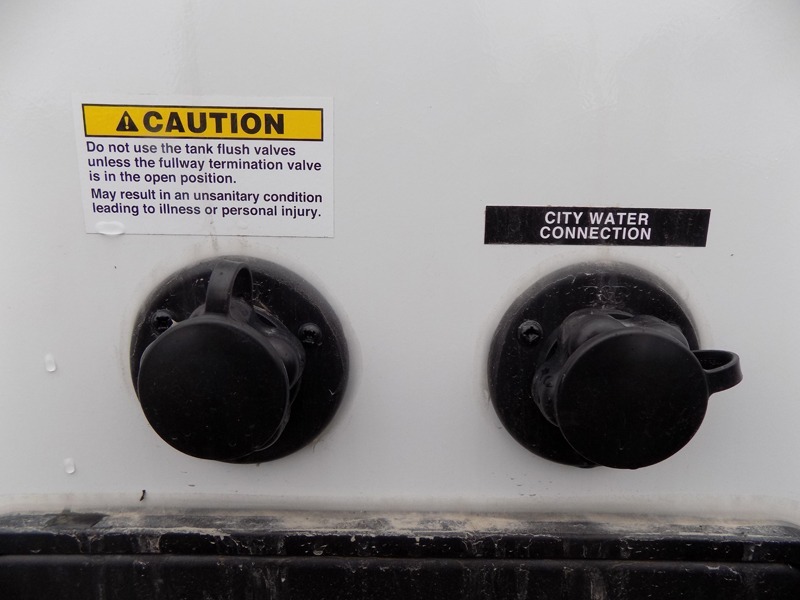 CAUTION
Do not use the tank flush valves
unless the fullway termination valve
is in the open position.
May result in an unsanitary condition
leading to illness or personal injury.
CITY WATER
CONNECTION